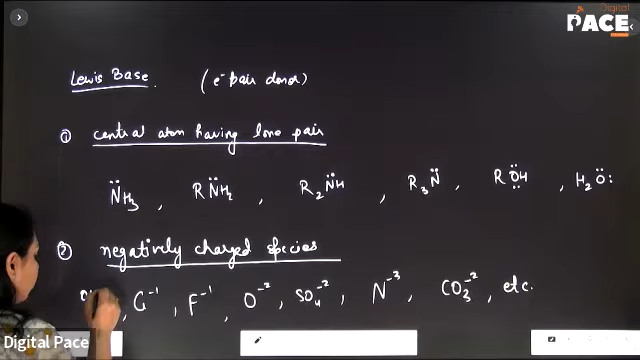 Digital
PACE
Lewis Base. (e⁻ pair donor)
① central atom having lone pair
N̈H₃, RN̈H₂, R₂N̈H, R₃N̈, RÖH, H₂Ö:
② negatively charged species
Cl⁻¹, F⁻¹, O⁻², SO₄⁻², N⁻³, CO₃⁻², etc.
Digital Pace